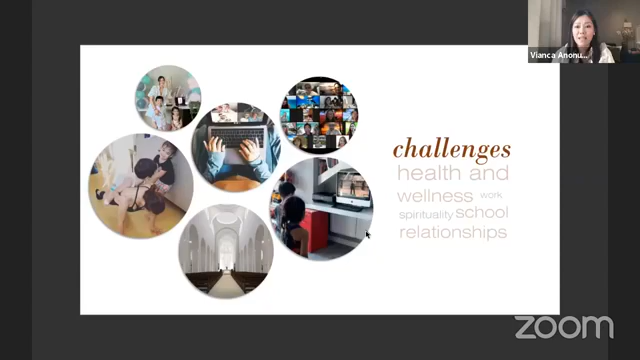 Vianca Anonu...
challenges
health and
wellness work
spirituality school
relationships
zoom